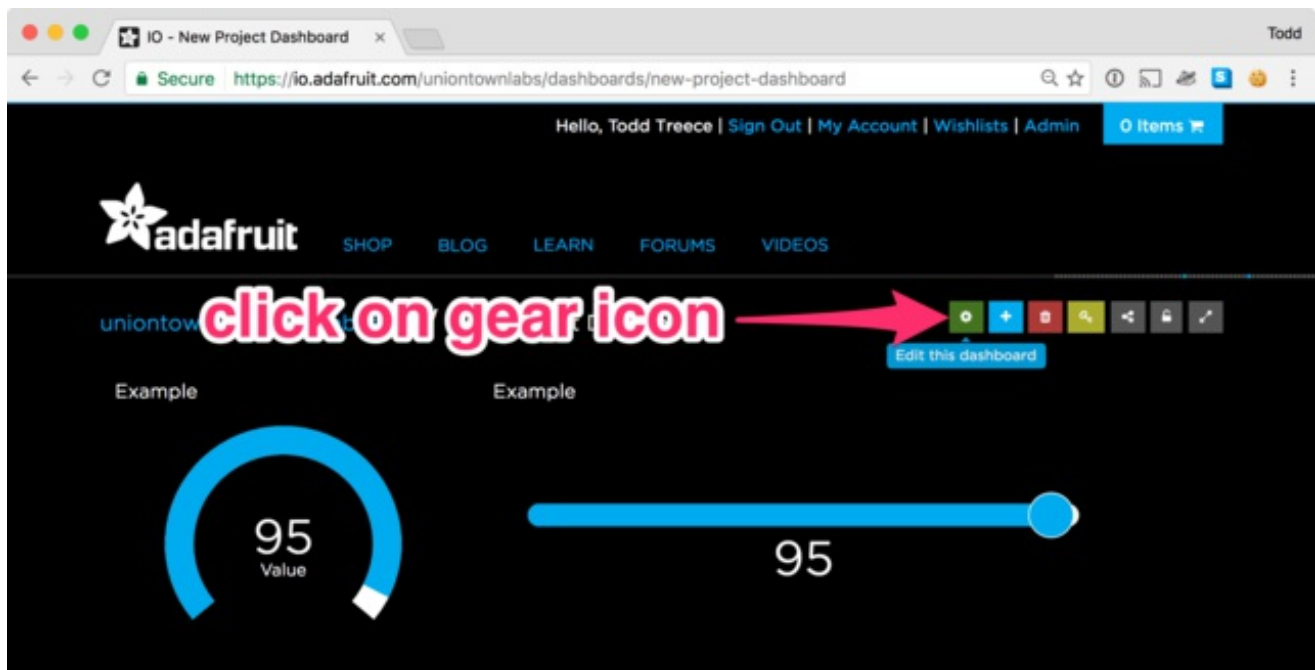 IO - New Project Dashboard
Todd
Secure https://io.adafruit.com/uniontownlabs/dashboards/new-project-dashboard
Hello, Todd Treece | Sign Out | My Account | Wishlists | Admin 0 Items
adafruit SHOP BLOG LEARN FORUMS VIDEOS
click on gear icon
Edit this dashboard
Example Example
95
Value
95